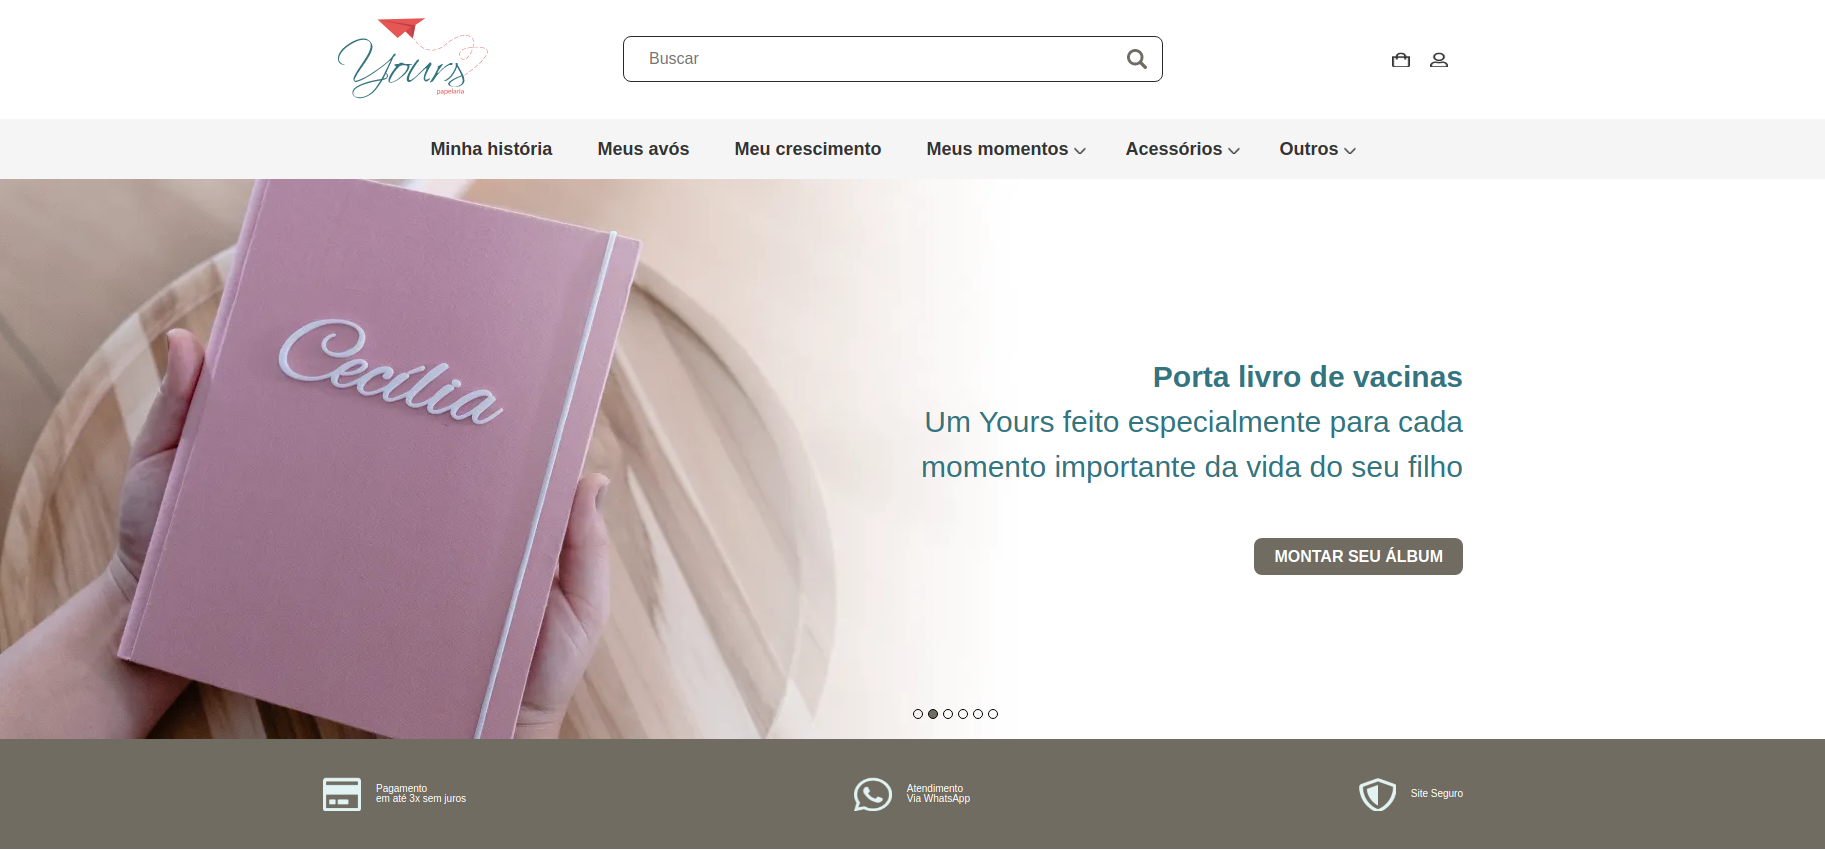 Yours
papelaria
Buscar
Minha história Meus avós Meu crescimento Meus momentos Acessórios Outros
Cecília
Porta livro de vacinas
Um Yours feito especialmente para cada
momento importante da vida do seu filho
MONTAR SEU ÁLBUM
Pagamento
em até 3x sem juros
Atendimento
Via WhatsApp
Site Seguro